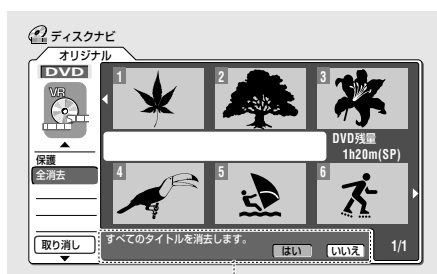 ディスクナビ
オリジナル
DVD
VR
1
2
3
DVD残量
1h20m(SP)
保護
全消去
4
5
6
取り消し
すべてのタイトルを消去します。
はい
いいえ
1/1